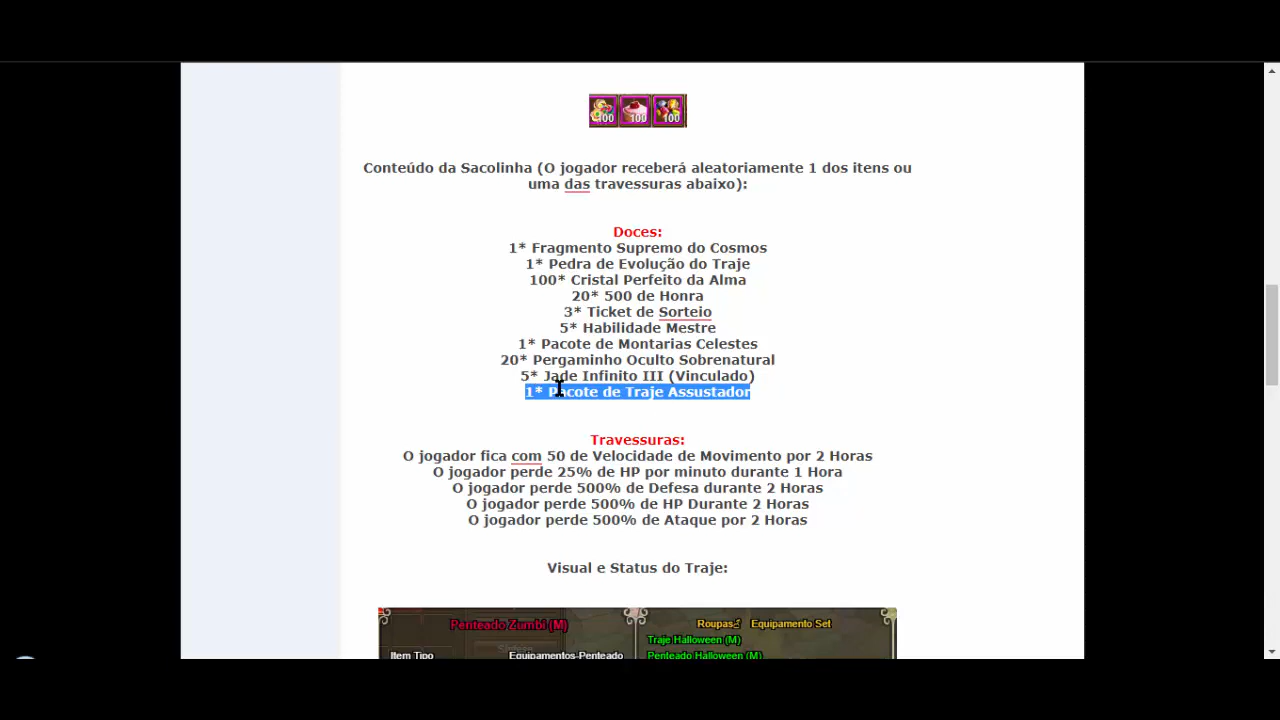 100 100 100
Conteúdo da Sacolinha (O jogador receberá aleatoriamente 1 dos itens ou
uma das travessuras abaixo):
Doces:
1* Fragmento Supremo do Cosmos
1* Pedra de Evolução do Traje
100* Cristal Perfeito da Alma
20* 500 de Honra
3* Ticket de Sorteio
5* Habilidade Mestre
1* Pacote de Montarias Celestes
20* Pergaminho Oculto Sobrenatural
5* Jade Infinito III (Vinculado)
1* Pacote de Traje Assustador
Travessuras:
O jogador fica com 50 de Velocidade de Movimento por 2 Horas
O jogador perde 25% de HP por minuto durante 1 Hora
O jogador perde 500% de Defesa durante 2 Horas
O jogador perde 500% de HP Durante 2 Horas
O jogador perde 500% de Ataque por 2 Horas
Visual e Status do Traje:
Penteado Zumbi (M)
Roupas Equipamento Set
Traje Halloween (M)
Item Tipo Equipamentos-Penteado
Penteado Halloween (M)